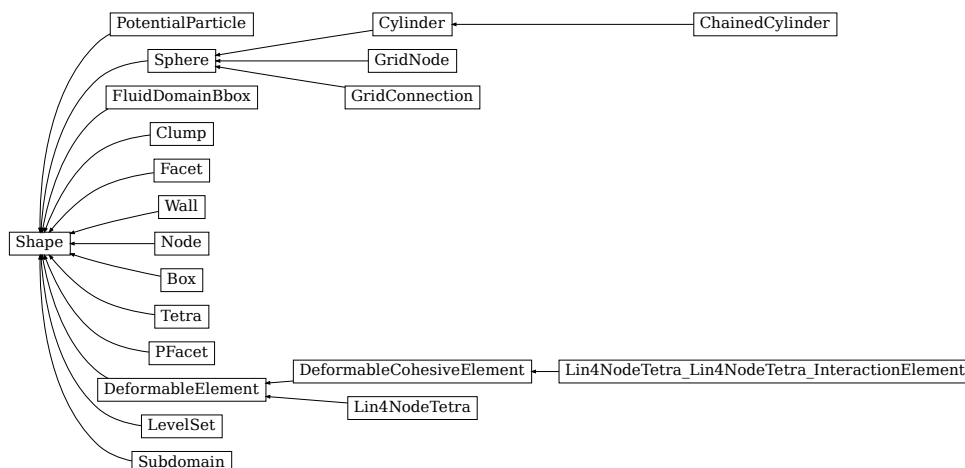 PotentialParticle
Cylinder
ChainedCylinder
Sphere
GridNode
FluidDomainBbox
GridConnection
Clump
Facet
Wall
Shape
Node
Box
Tetra
PFacet
DeformableCohesiveElement
Lin4NodeTetra_Lin4NodeTetra_InteractionElement
DeformableElement
Lin4NodeTetra
LevelSet
Subdomain